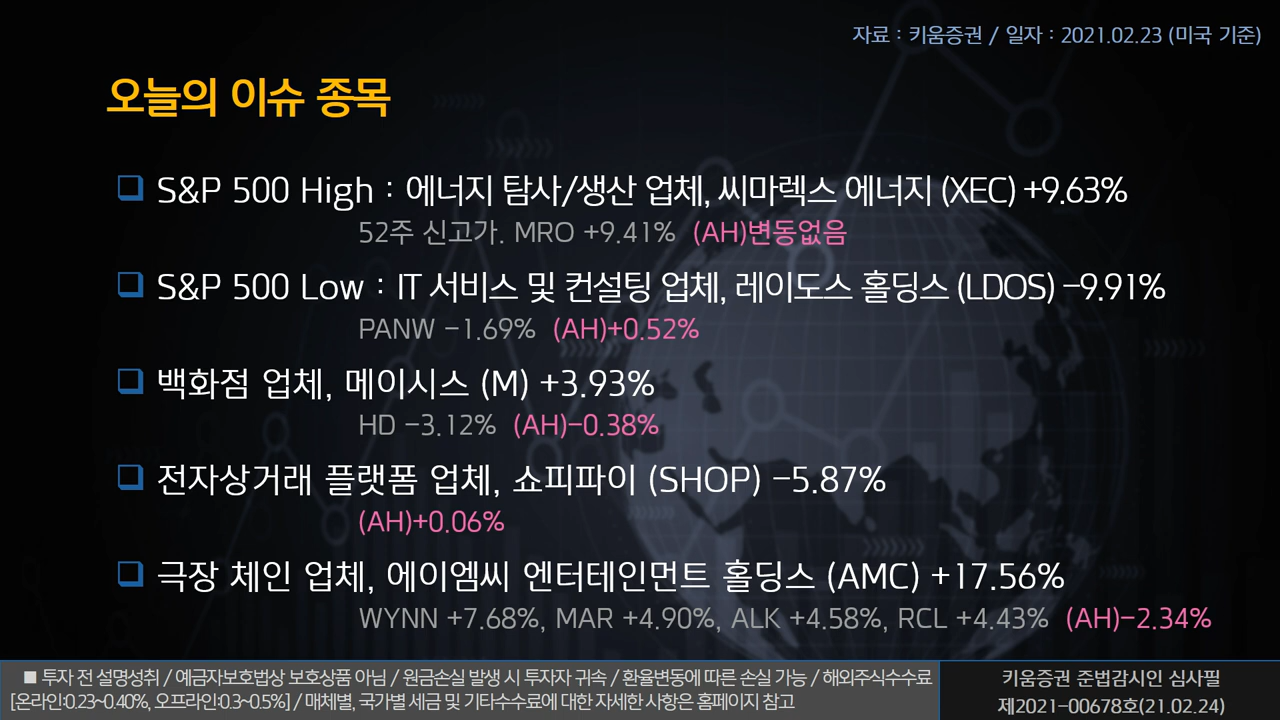 자료 : 키움증권 / 일자 : 2021.02.23 (미국 기준)
오늘의 이슈 종목
❑ S&P 500 High : 에너지 탐사/생산 업체, 씨마렉스 에너지 (XEC) +9.63%
52주 신고가. MRO +9.41% (AH)변동없음
❑ S&P 500 Low : IT 서비스 및 컨설팅 업체, 레이도스 홀딩스 (LDOS) -9.91%
PANW -1.69% (AH)+0.52%
❑ 백화점 업체, 메이시스 (M) +3.93%
HD -3.12% (AH)-0.38%
❑ 전자상거래 플랫폼 업체, 쇼피파이 (SHOP) -5.87%
(AH)+0.06%
❑ 극장 체인 업체, 에이엠씨 엔터테인먼트 홀딩스 (AMC) +17.56%
WYNN +7.68%, MAR +4.90%, ALK +4.58%, RCL +4.43% (AH)-2.34%
■ 투자 전 설명성취 / 예금자보호법상 보호상품 아님 / 원금손실 발생 시 투자자 귀속 / 환율변동에 따른 손실 가능 / 해외주식수수료
[온라인:0.23~0.40%, 오프라인:0.3~0.5%] / 매체별, 국가별 세금 및 기타수수료에 대한 자세한 사항은 홈페이지 참고
키움증권 준법감시인 심사필
제2021-00678호(21.02.24)